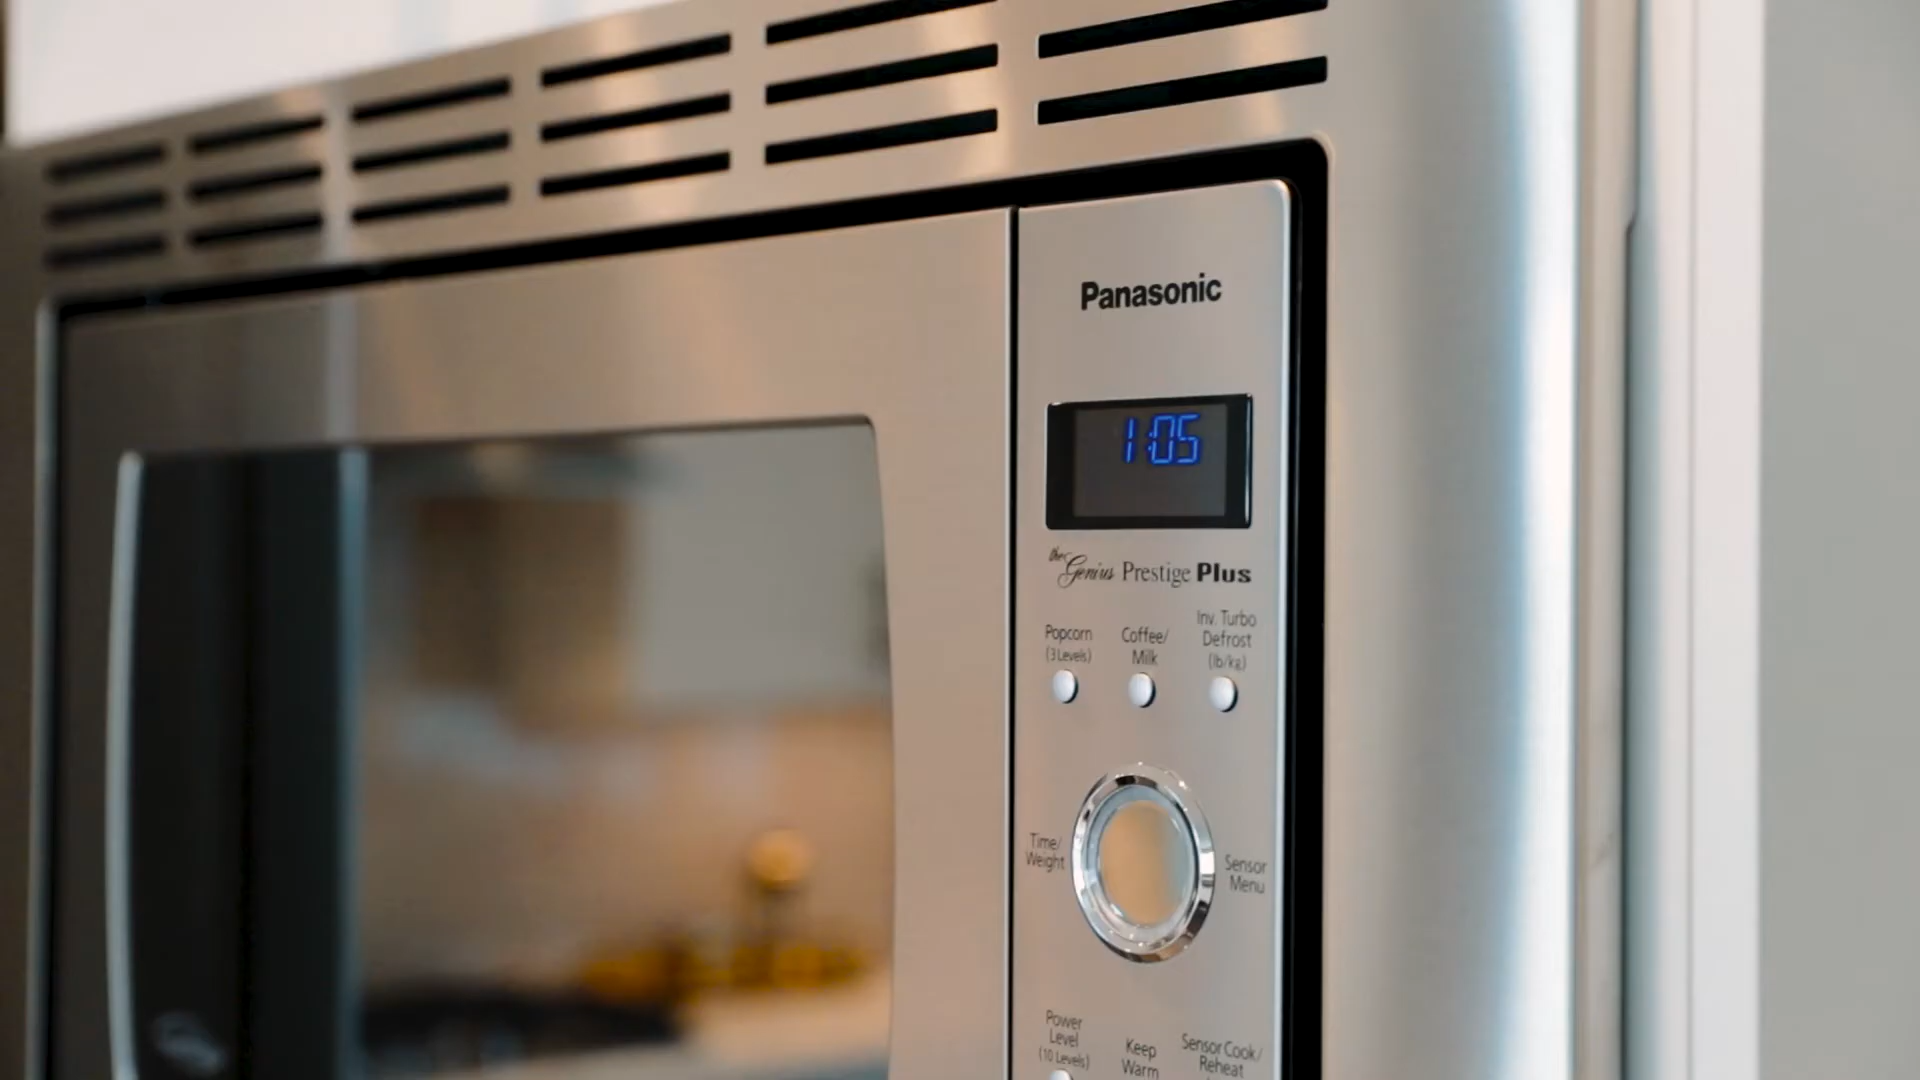 Panasonic
1:05
the Genius Prestige Plus
Popcorn
(3 Levels)
Coffee/
Milk
Inv. Turbo
Defrost
(lb/kg)
Time/
Weight
Sensor
Menu
Power
Level
(10 Levels)
Keep
Warm
Sensor Cook/
Reheat